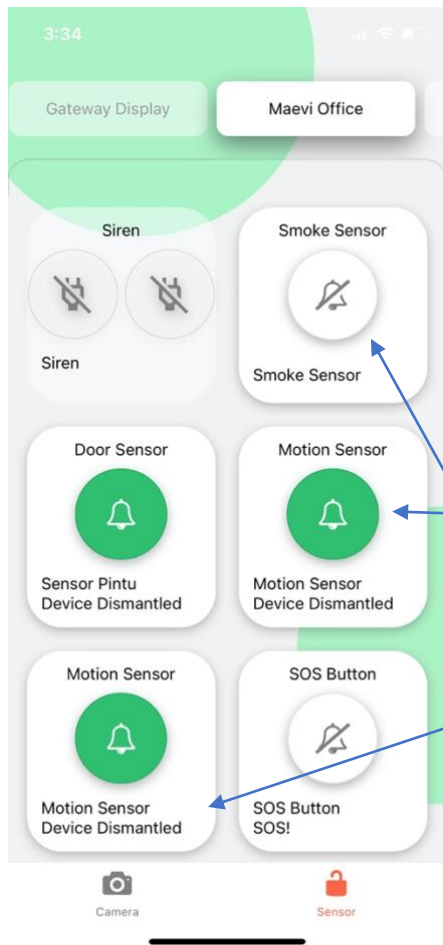 3:34
Gateway Display
Maevi Office
Siren
Smoke Sensor
Siren
Smoke Sensor
Door Sensor
Motion Sensor
Sensor Pintu
Device Dismantled
Motion Sensor
Device Dismantled
Motion Sensor
SOS Button
Motion Sensor
Device Dismantled
SOS Button
SOS!
Camera
Sensor